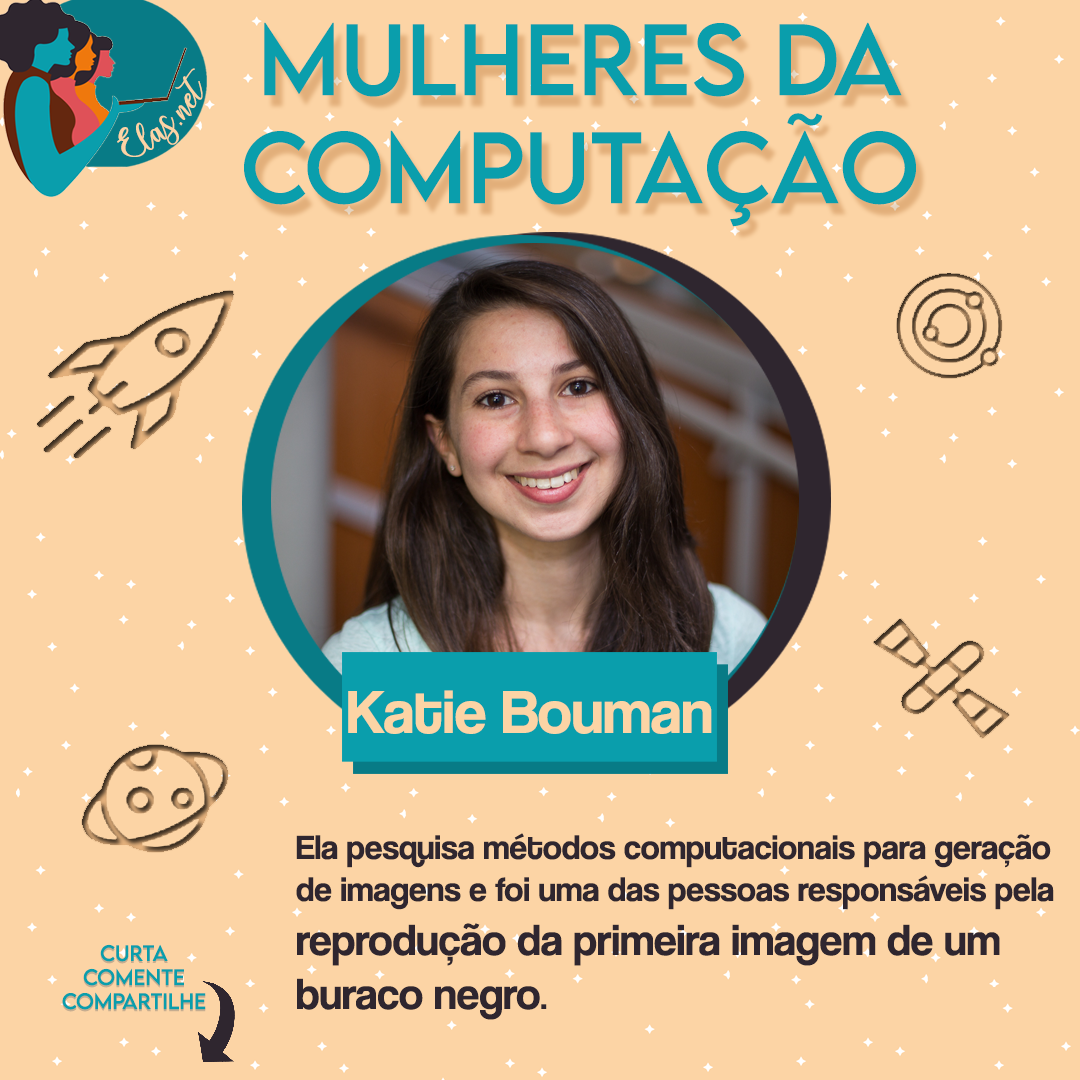 Elas.net
MULHERES DA
COMPUTAÇÃO
Katie Bouman
Ela pesquisa métodos computacionais para geração
de imagens e foi uma das pessoas responsáveis pela
reprodução da primeira imagem de um
buraco negro.
CURTA
COMENTE
COMPARTILHE